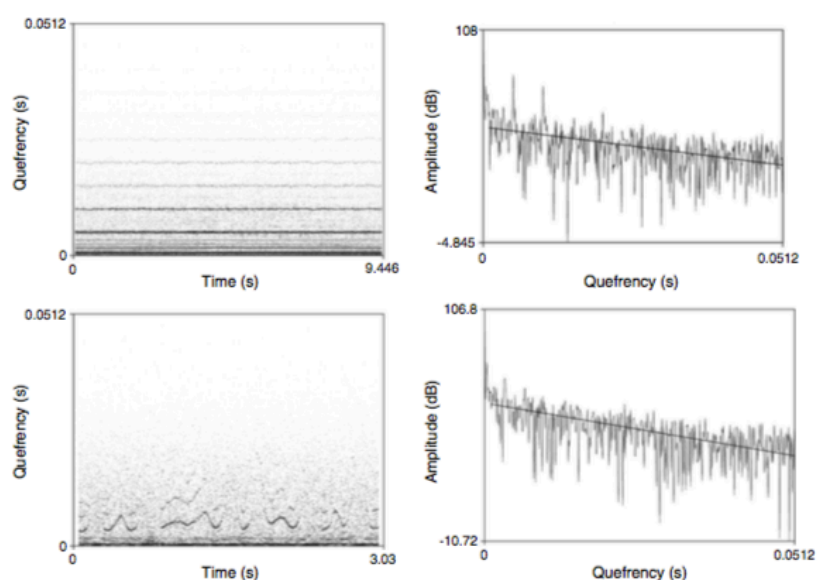 0.0512
Quefrency (s)
0
0
Time (s)
9.446
108
Amplitude (dB)
-4.845
0
Quefrency (s)
0.0512
0.0512
Quefrency (s)
0
0
Time (s)
3.03
106.8
Amplitude (dB)
-10.72
0
Quefrency (s)
0.0512